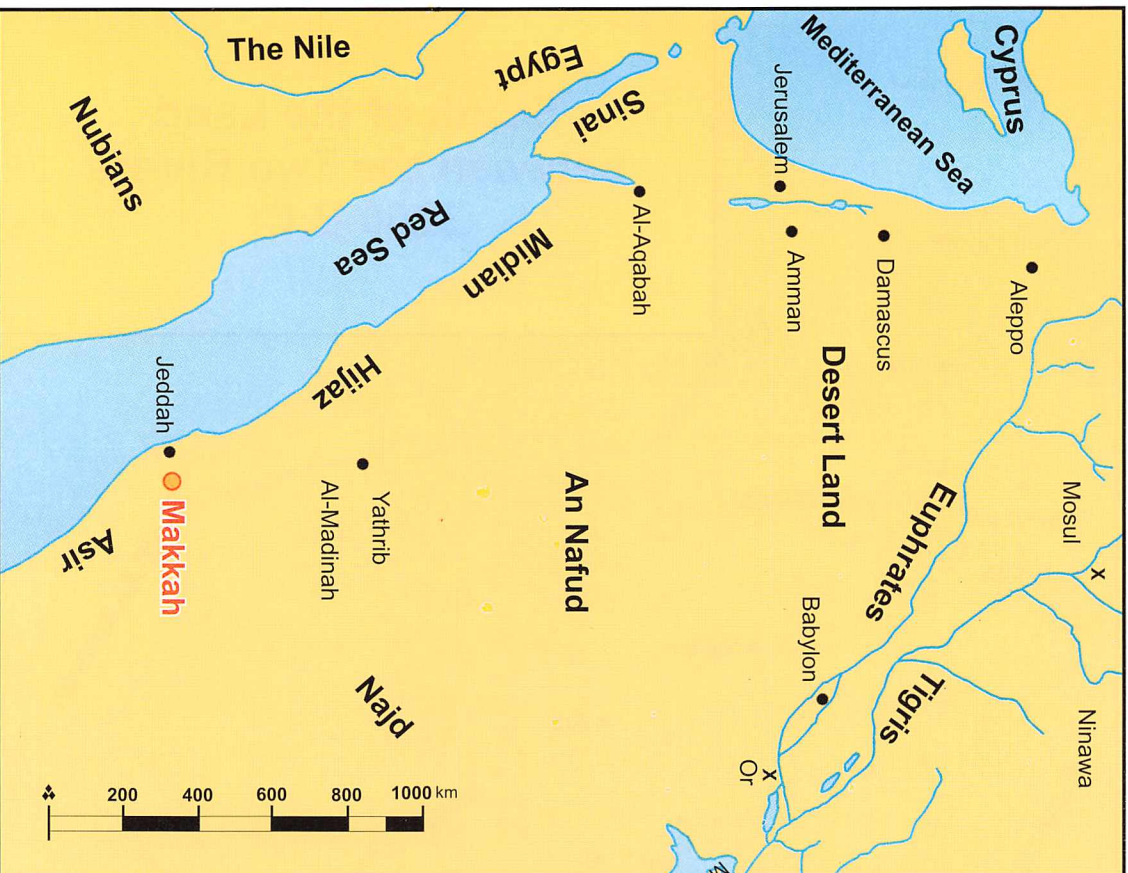 The Nile
Egypt
Sinai
Mediterranean Sea
Cyprus
Jerusalem
Nubians
Red Sea
Midian
Al-Aqabah
Amman
Damascus
Aleppo
Jeddah
Hijaz
Desert Land
Makkah
Asir
Yathrib
Al-Madinah
An Nafud
Euphrates
Mosul
x
Babylon
Tigris
Najd
x
Or
Ninawa
200 400 600 800 1000 km